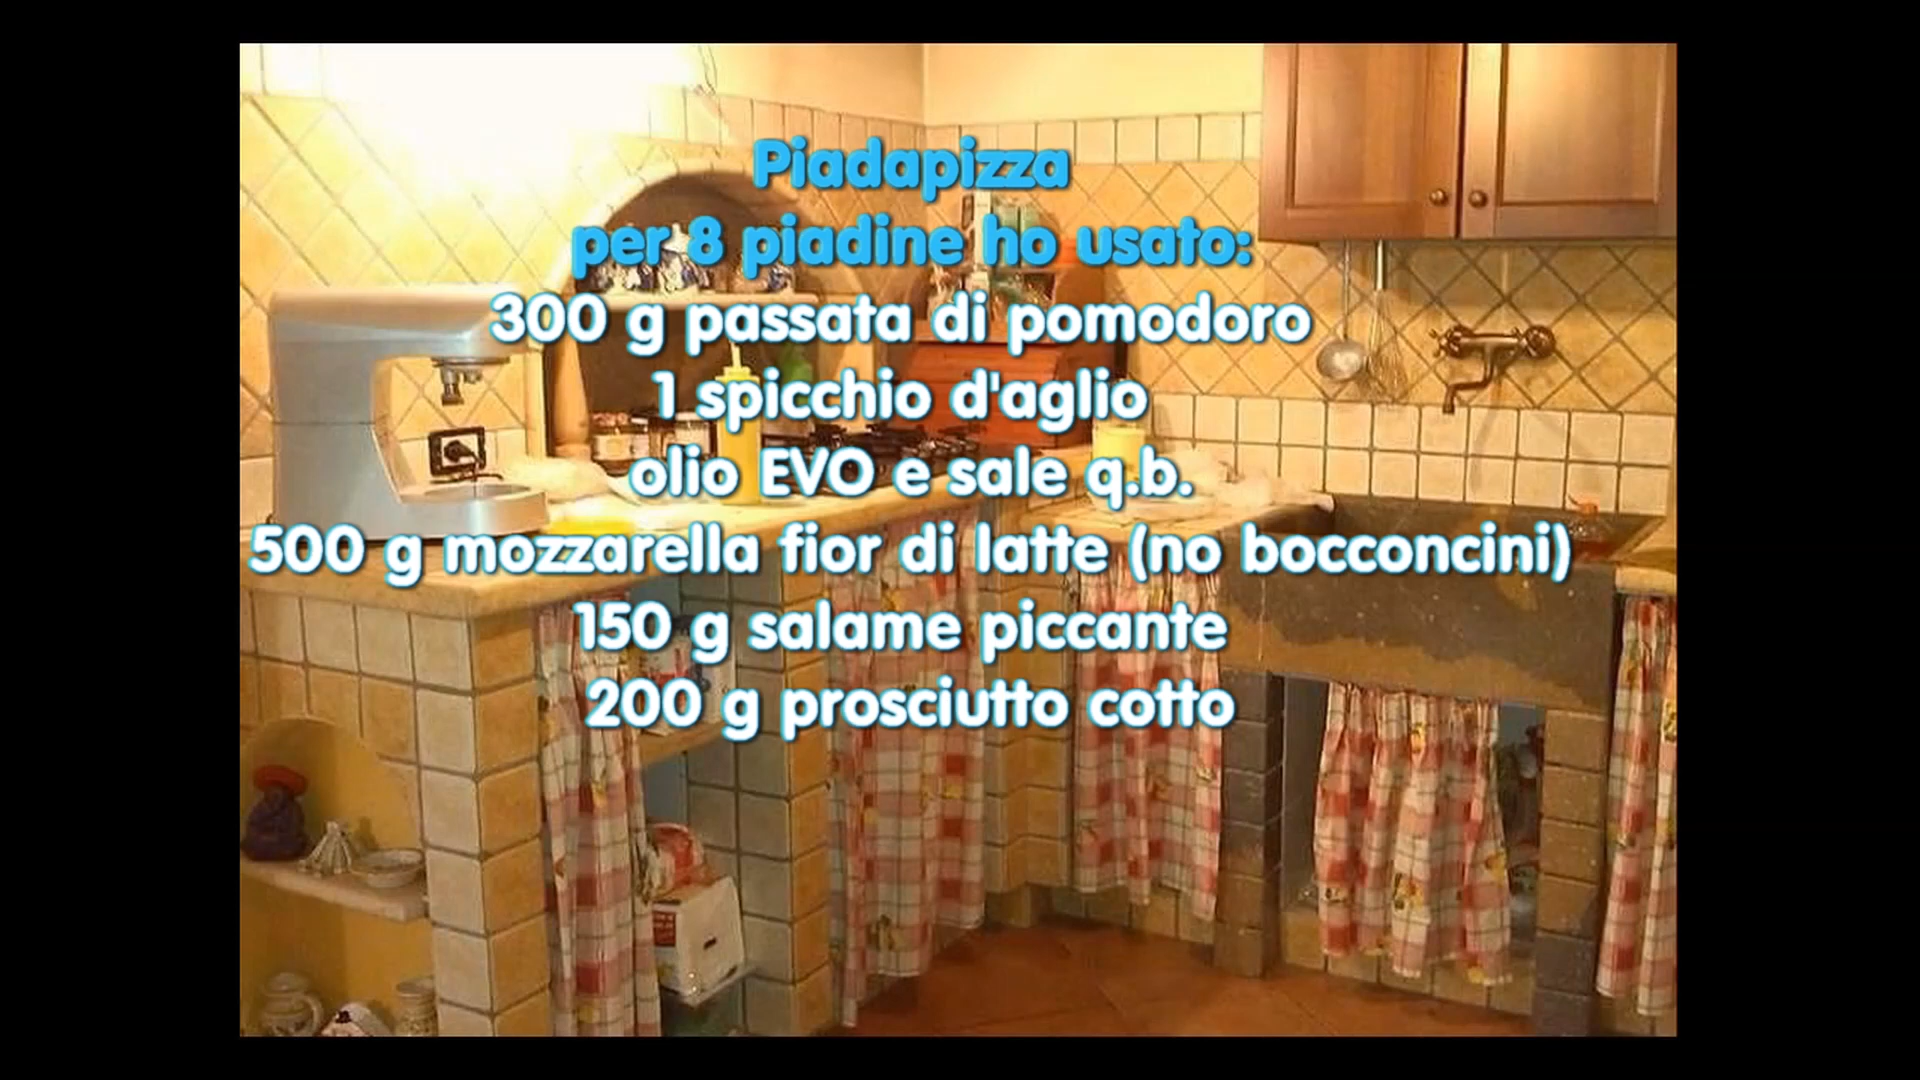 Piadapizza
per 8 piadine ho usato:
300 g passata di pomodoro
1 spicchio d'aglio
olio EVO e sale q.b.
500 g mozzarella fior di latte (no bocconcini)
150 g salame piccante
200 g prosciutto cotto